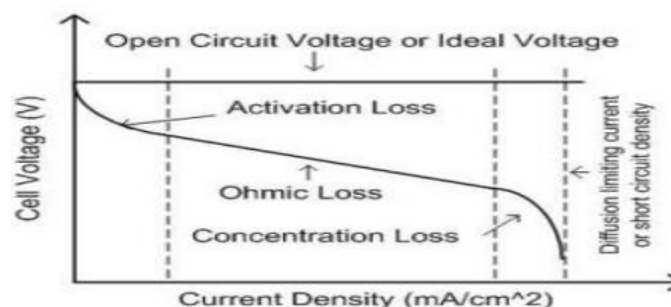 Open Circuit Voltage or Ideal Voltage
Activation Loss
Ohmic Loss
Concentration Loss
Cell Voltage (V)
Diffusion limiting current
or short circuit density
Current Density (mA/cm^2)